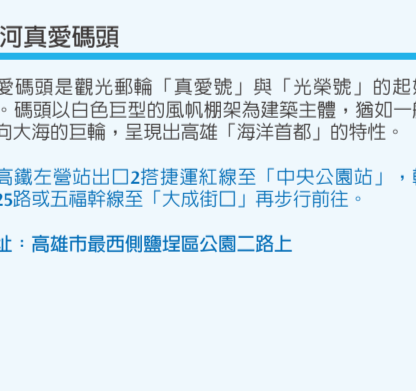 河真愛碼頭
愛碼頭是觀光郵輪「真愛號」與「光榮號」的起
。碼頭以白色巨型的風帆棚架為建築主體，猶如一
向大海的巨輪，呈現出高雄「海洋首都」的特性。
高鐵左營站出口2搭捷運紅線至「中央公園站」，
25路或五福幹線至「大成街口」再步行前往。
址：高雄市最西側鹽埕區公園二路上